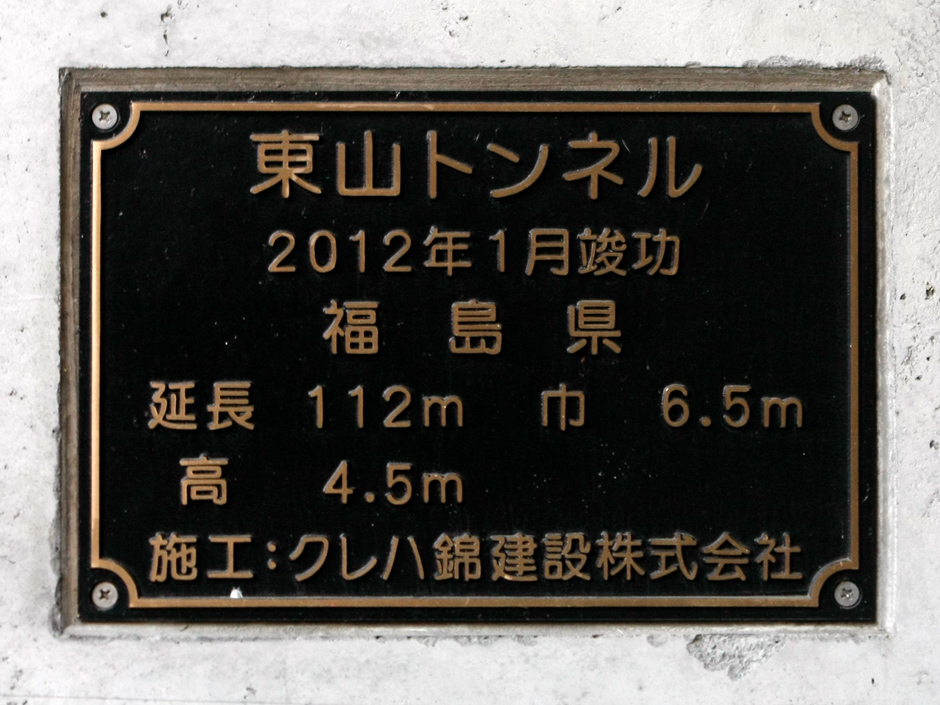 東山トンネル
2012年1月竣功
福 島 県
延長 112m 巾 6.5m
高 4.5m
施工:クレハ錦建設株式会社